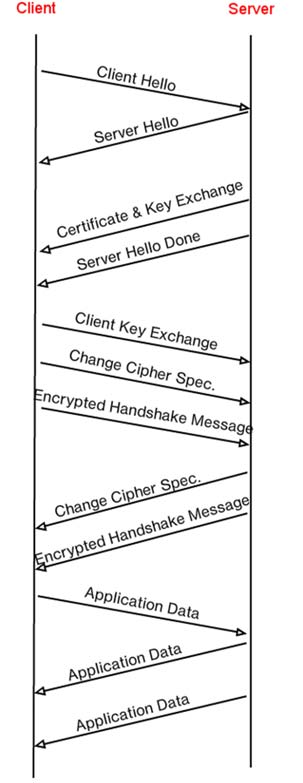 Client
Server
Client Hello
Server Hello
Certificate & Key Exchange
Server Hello Done
Client Key Exchange
Change Cipher Spec.
Encrypted Handshake Message
Change Cipher Spec.
Encrypted Handshake Message
Application Data
Application Data
Application Data